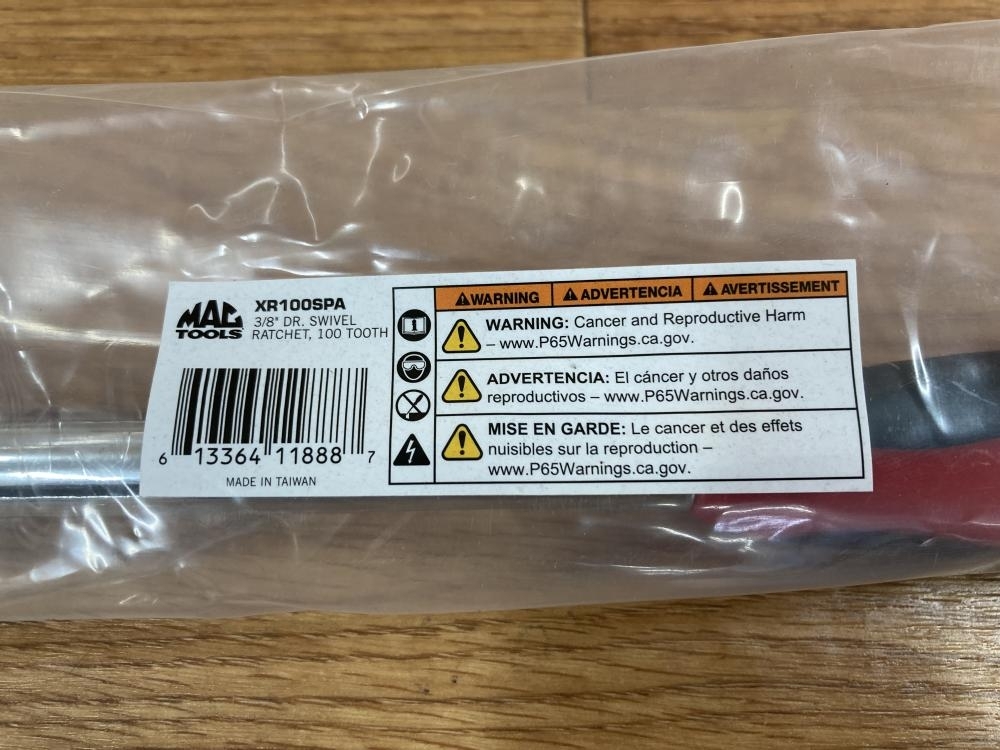 MAC
TOOLS
XR100SPA
3/8" DR. SWIVEL
RATCHET, 100 TOOTH
6 13364 11888 7
MADE IN TAIWAN
WARNING ADVERTENCIA AVERTISSEMENT
WARNING: Cancer and Reproductive Harm
– www.P65Warnings.ca.gov.
ADVERTENCIA: El cáncer y otros daños
reproductivos – www.P65Warnings.ca.gov.
MISE EN GARDE: Le cancer et des effets
nuisibles sur la reproduction –
www.P65Warnings.ca.gov.